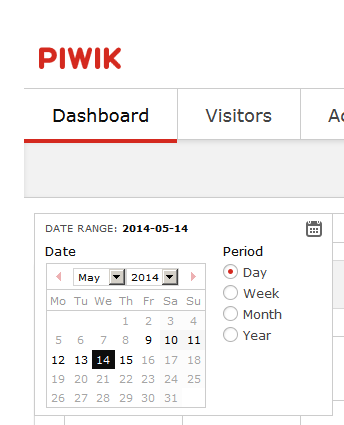 PIWIK
Dashboard Visitors
DATE RANGE: 2014-05-14
Date Period
May 2014 Day
Mo Tu We Th Fr Sa Su Week
1 2 3 4 Month
5 6 7 8 9 10 11 Year
12 13 14 15 16 17 18
19 20 21 22 23 24 25
26 27 28 29 30 31